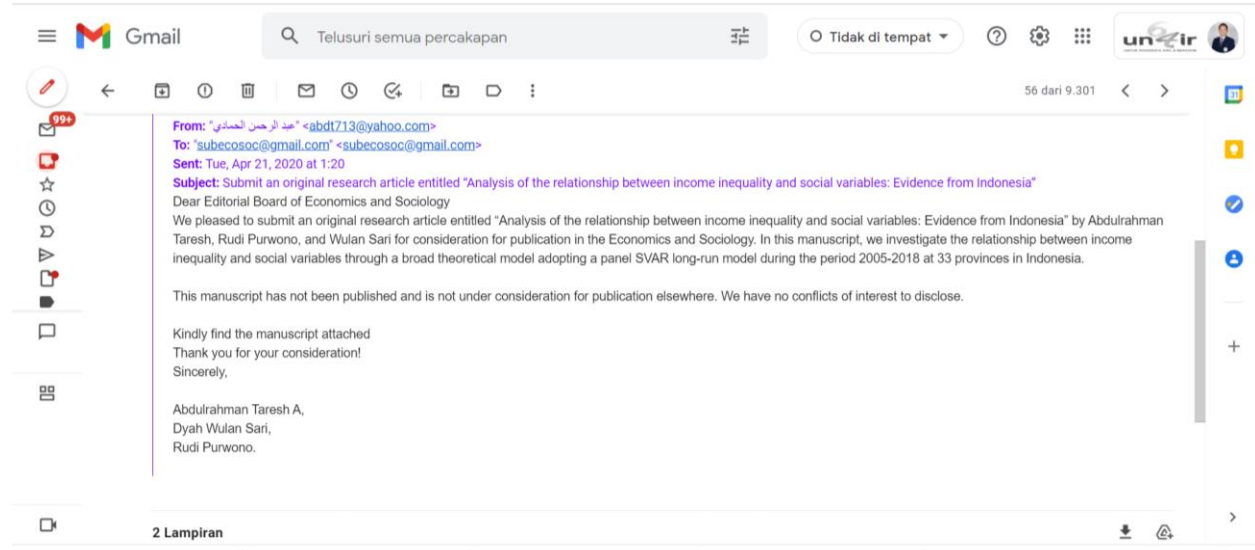 Gmail
Telusuri semua percakapan
Tidak di tempat
unair
56 dari 9.301
99+
31
From: "عبد الرحمن الحمادي" <abdt713@yahoo.com>
To: "subecosoc@gmail.com" <subecosoc@gmail.com>
Sent: Tue, Apr 21, 2020 at 1:20
Subject: Submit an original research article entitled “Analysis of the relationship between income inequality and social variables: Evidence from Indonesia”
Dear Editorial Board of Economics and Sociology
We pleased to submit an original research article entitled “Analysis of the relationship between income inequality and social variables: Evidence from Indonesia” by Abdulrahman
Taresh, Rudi Purwono, and Wulan Sari for consideration for publication in the Economics and Sociology. In this manuscript, we investigate the relationship between income
inequality and social variables through a broad theoretical model adopting a panel SVAR long-run model during the period 2005-2018 at 33 provinces in Indonesia.
This manuscript has not been published and is not under consideration for publication elsewhere. We have no conflicts of interest to disclose.
Kindly find the manuscript attached
Thank you for your consideration!
Sincerely,
Abdulrahman Taresh A,
Dyah Wulan Sari,
Rudi Purwono.
2 Lampiran